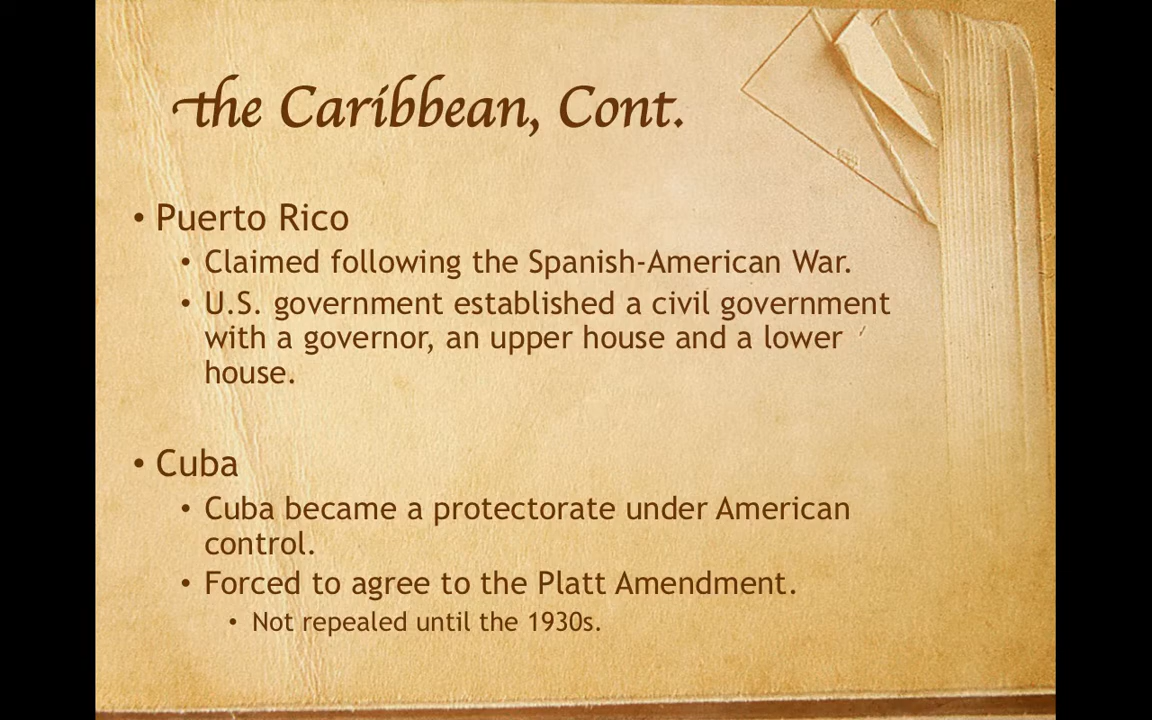 the Caribbean, Cont.
• Puerto Rico
• Claimed following the Spanish-American War.
• U.S. government established a civil government
with a governor, an upper house and a lower
house.
• Cuba
• Cuba became a protectorate under American
control.
• Forced to agree to the Platt Amendment.
• Not repealed until the 1930s.